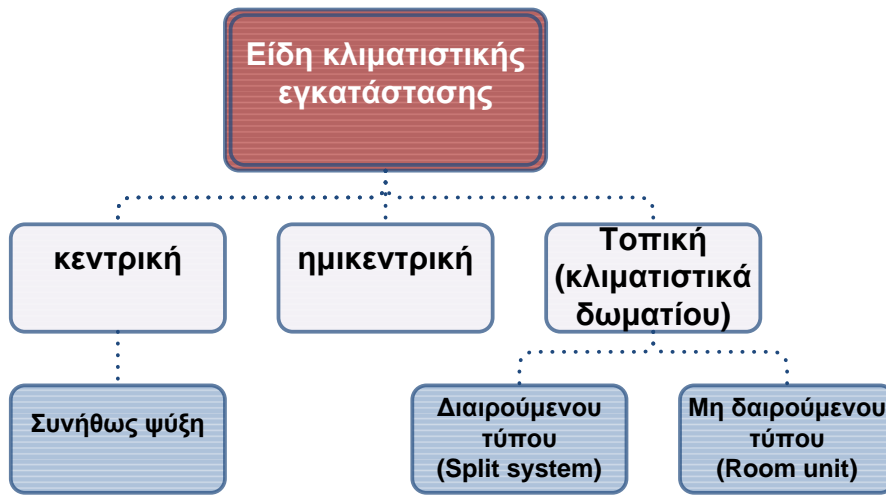 Είδη κλιματιστικής
εγκατάστασης
κεντρική
ημικεντρική
Τοπική
(κλιματιστικά
δωματίου)
Συνήθως ψύξη
Διαιρούμενου
τύπου
(Split system)
Μη δαιρούμενου
τύπου
(Room unit)